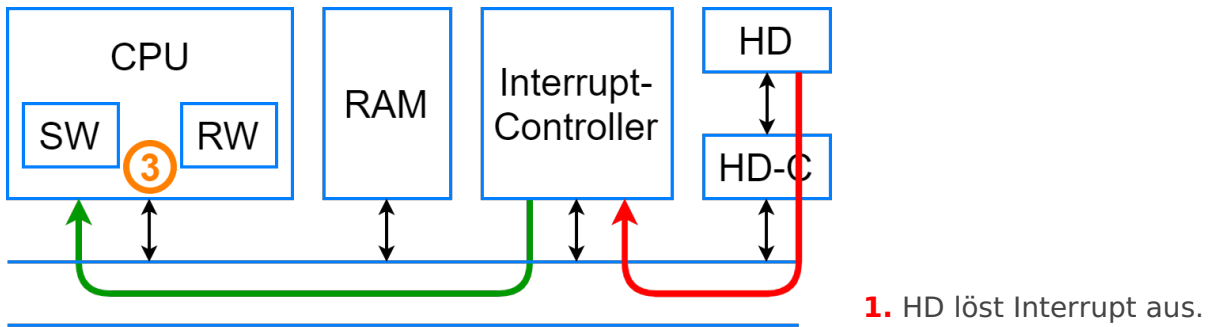 CPU
SW
RW
3
RAM
Interrupt-
Controller
HD
HD-C
1. HD löst Interrupt aus.